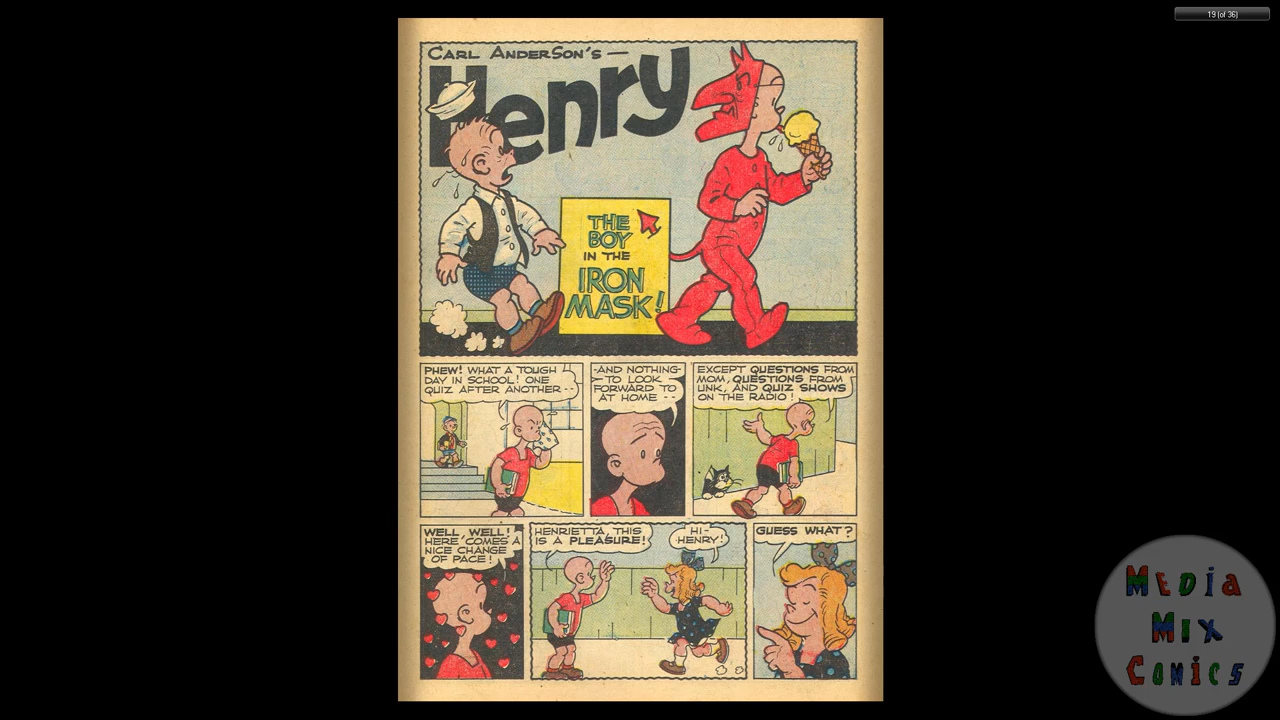 19 (of 36)
CARL ANDERSON'S —
Henry
THE
BOY
IN THE
IRON
MASK!
PHEW! WHAT A TOUGH
DAY IN SCHOOL! ONE
QUIZ AFTER ANOTHER --
-AND NOTHING-
TO LOOK
FORWARD TO
AT HOME --
EXCEPT QUESTIONS FROM
MOM, QUESTIONS FROM
UNK, AND QUIZ SHOWS
ON THE RADIO!
WELL, WELL!
HERE COMES A
NICE CHANGE
OF PACE!
HENRIETTA, THIS
IS A PLEASURE!
HI-
HENRY!
GUESS WHAT?
MEDIA
MIX
COMICS